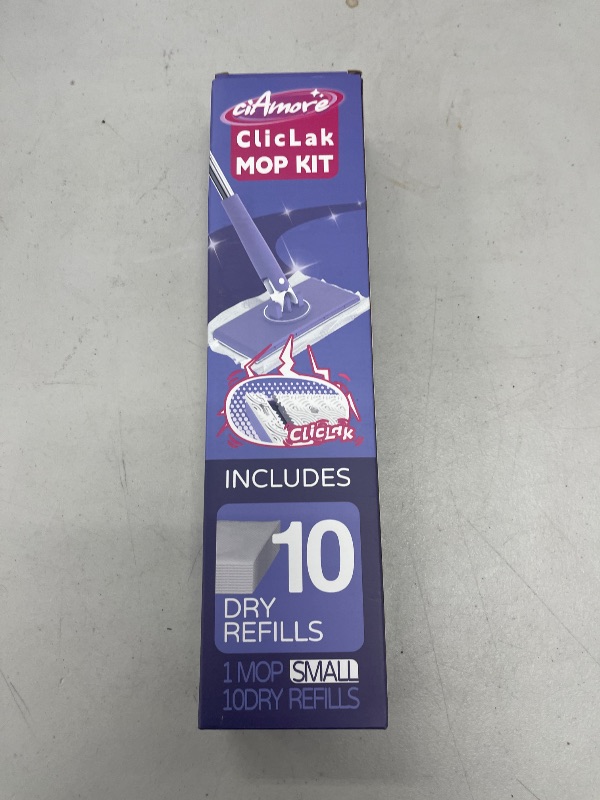 ciAmore
ClicLak
MOP KIT
CLICLAK
INCLUDES
10
DRY
REFILLS
1 MOP SMALL
10DRY REFILLS